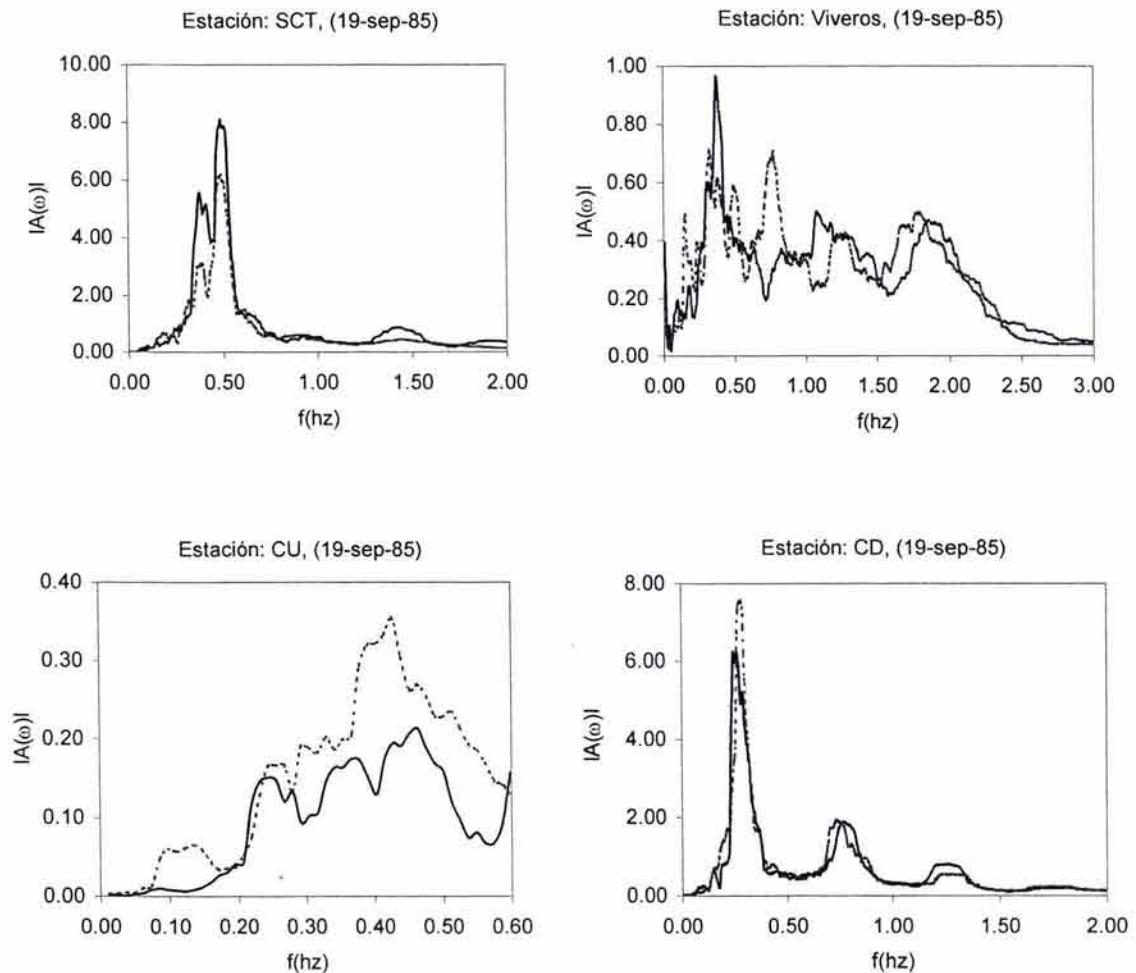 Estación: SCT, (19-sep-85)
10.00
8.00
6.00
4.00
2.00
0.00
|A(ω)|
0.00 0.50 1.00 1.50 2.00
f(hz)
Estación: Viveros, (19-sep-85)
1.00
0.80
0.60
0.40
0.20
0.00
|A(ω)|
0.00 0.50 1.00 1.50 2.00 2.50 3.00
f(hz)
Estación: CU, (19-sep-85)
0.40
0.30
0.20
0.10
0.00
|A(ω)|
0.00 0.10 0.20 0.30 0.40 0.50 0.60
f(hz)
Estación: CD, (19-sep-85)
8.00
6.00
4.00
2.00
0.00
|A(ω)|
0.00 0.50 1.00 1.50 2.00
f(hz)